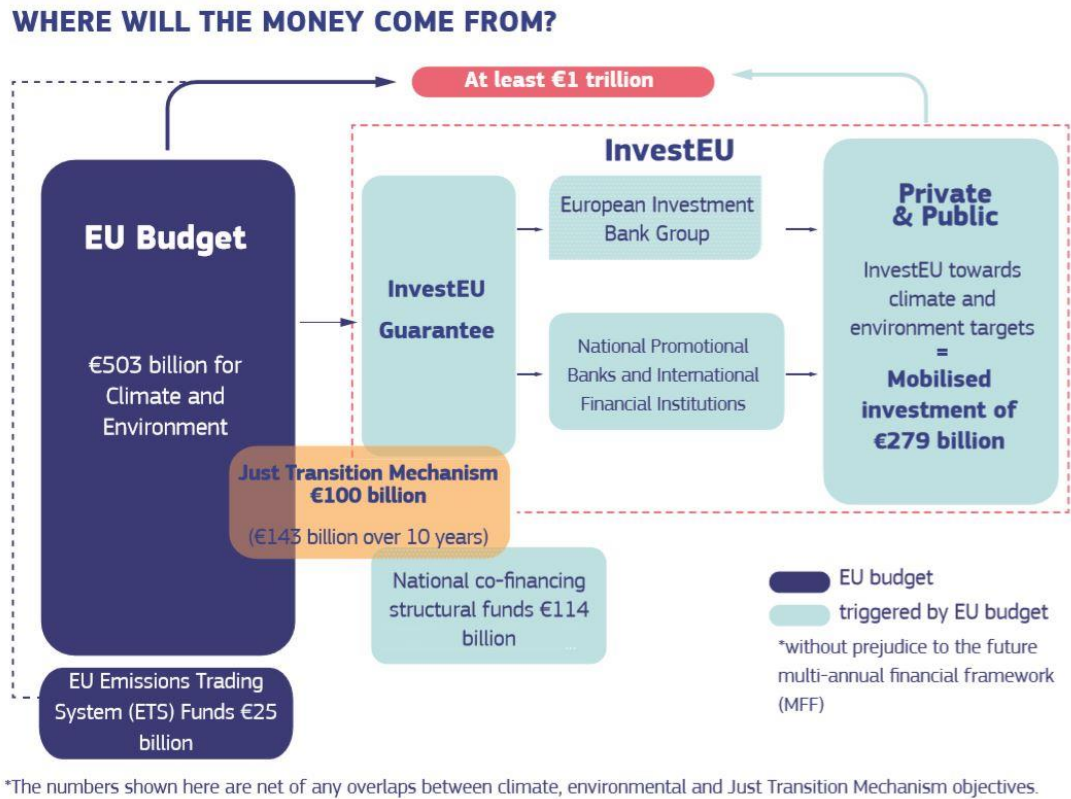 WHERE WILL THE MONEY COME FROM?
At least €1 trillion
EU Budget
€503 billion for
Climate and
Environment
InvestEU
InvestEU
Guarantee
European Investment
Bank Group
National Promotional
Banks and International
Financial Institutions
Private
& Public
InvestEU towards
climate and
environment targets
=
Mobilised
investment of
€279 billion
Just Transition Mechanism
€100 billion
(€143 billion over 10 years)
National co-financing
structural funds €114
billion
...
EU Emissions Trading
System (ETS) Funds €25
billion
EU budget
triggered by EU budget
*without prejudice to the future
multi-annual financial framework
(MFF)
*The numbers shown here are net of any overlaps between climate, environmental and Just Transition Mechanism objectives.